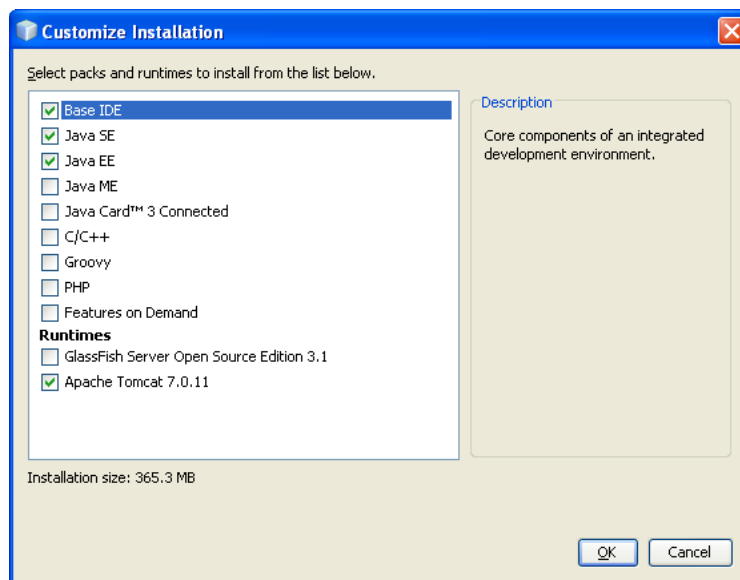 Customize Installation
Select packs and runtimes to install from the list below.
Base IDE
Java SE
Java EE
Java ME
Java Card™ 3 Connected
C/C++
Groovy
PHP
Features on Demand
Runtimes
GlassFish Server Open Source Edition 3.1
Apache Tomcat 7.0.11
Description
Core components of an integrated
development environment.
Installation size: 365.3 MB
OK
Cancel